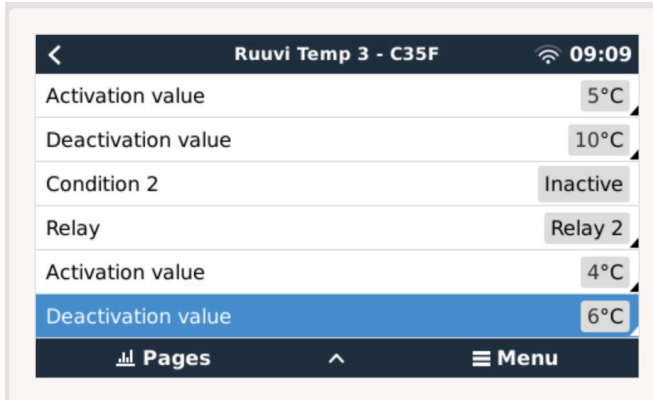 Ruuvi Temp 3 - C35F 09:09
Activation value 5°C
Deactivation value 10°C
Condition 2 Inactive
Relay Relay 2
Activation value 4°C
Deactivation value 6°C
Pages Menu